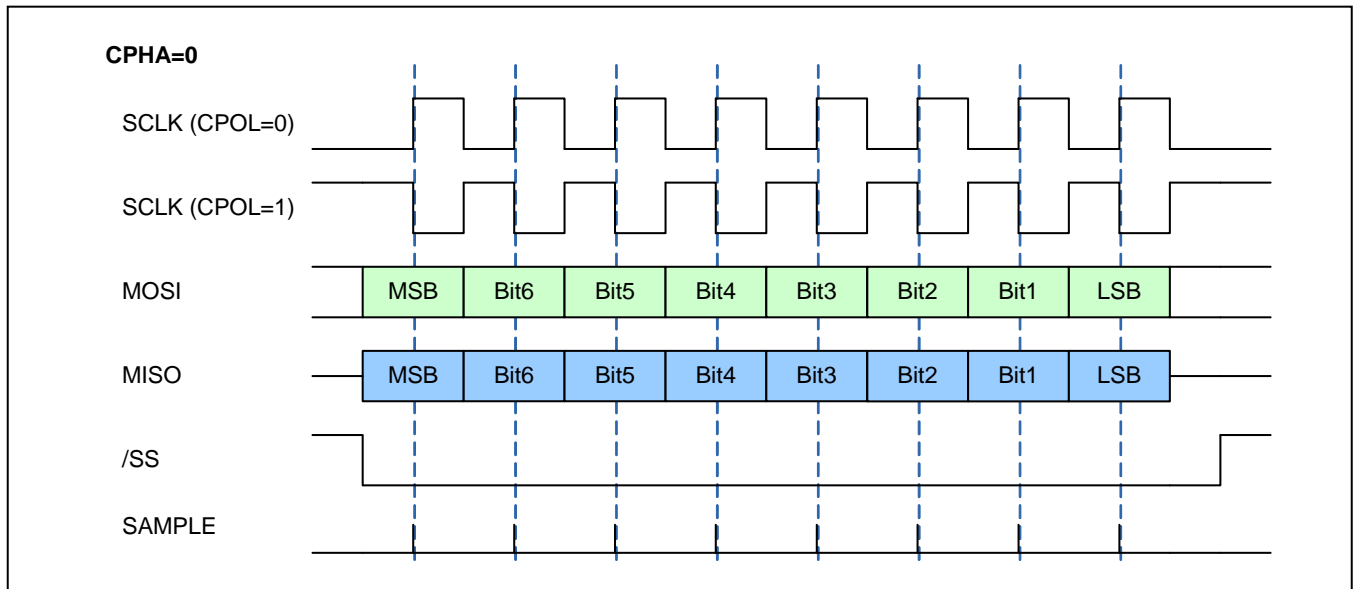 CPHA=0
SCLK (CPOL=0)
SCLK (CPOL=1)
MOSI MSB Bit6 Bit5 Bit4 Bit3 Bit2 Bit1 LSB
MISO MSB Bit6 Bit5 Bit4 Bit3 Bit2 Bit1 LSB
/SS
SAMPLE